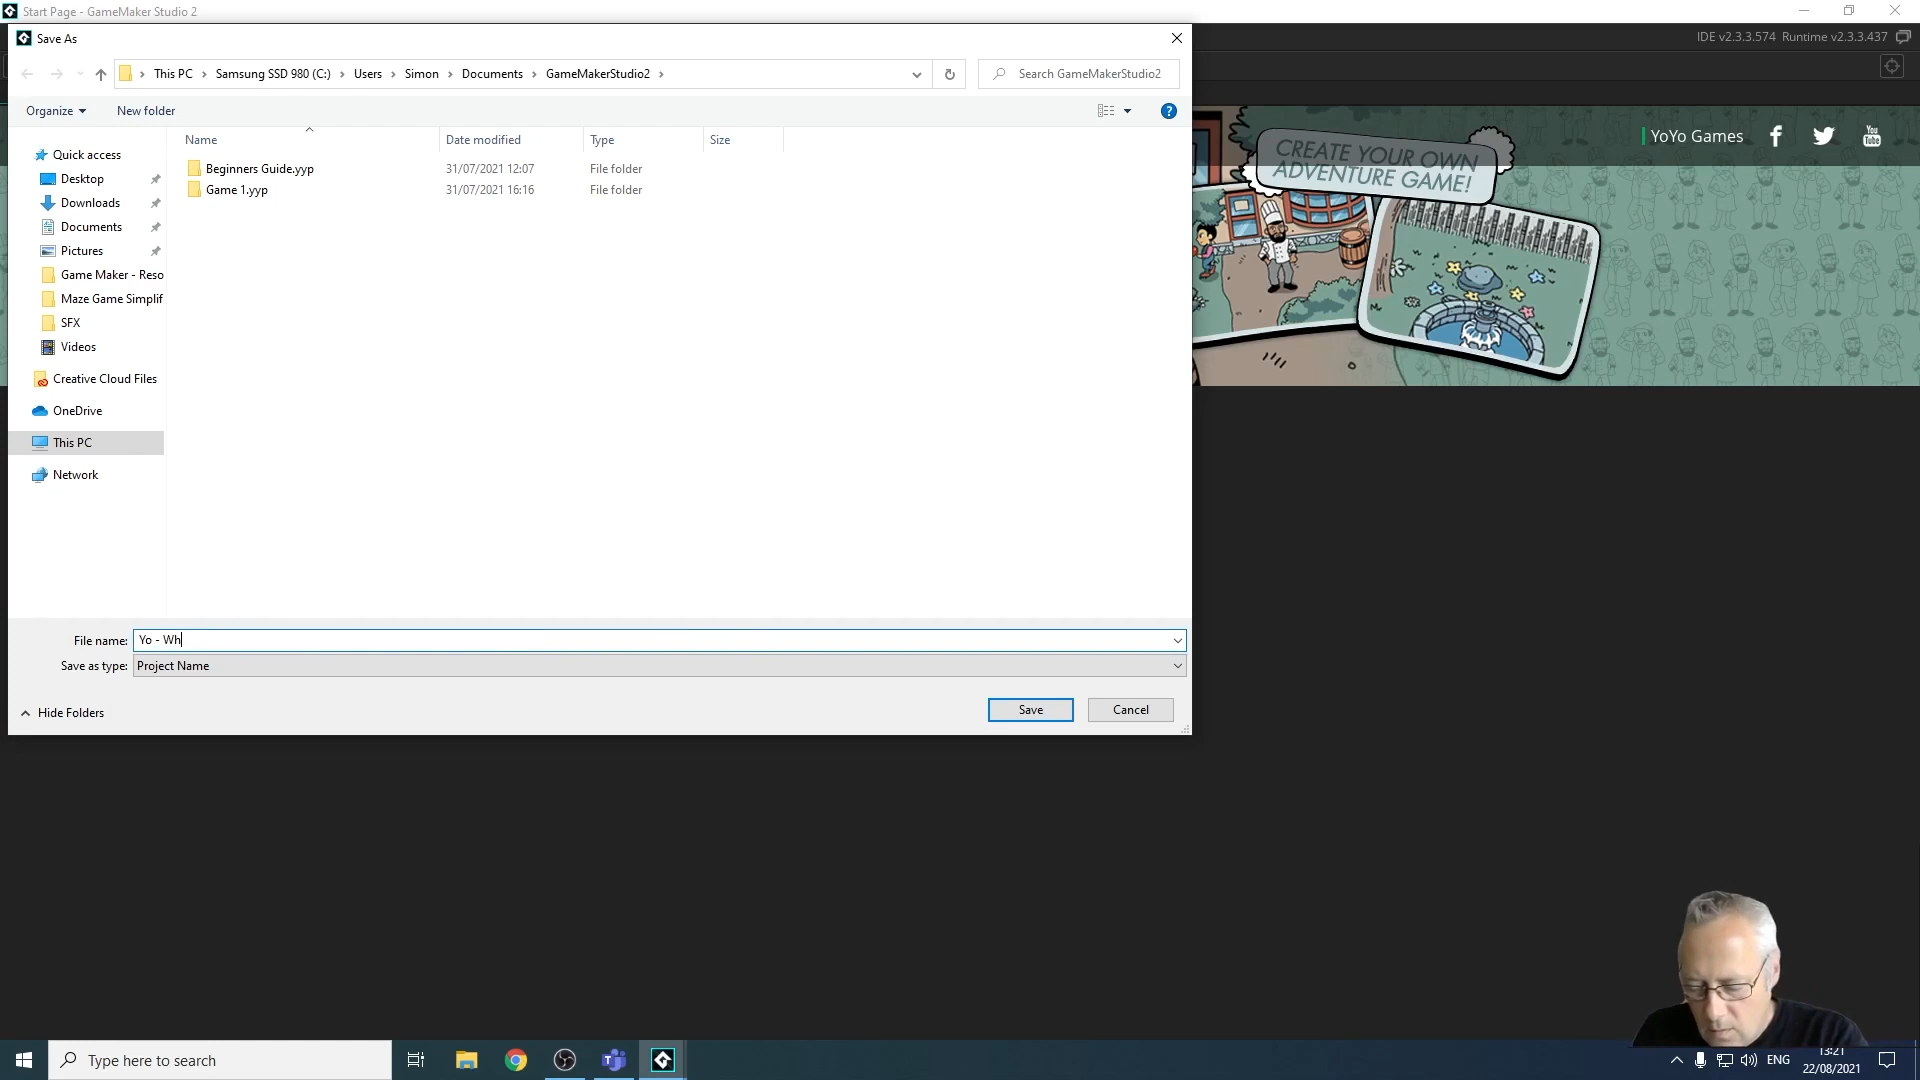 Start Page - GameMaker Studio 2
IDE v2.3.3.574 Runtime v2.3.3.437
Save As
This PC > Samsung SSD 980 (C:) > Users > Simon > Documents > GameMakerStudio2 >
Search GameMakerStudio2
Organize
New folder
Name
Date modified
Type
Size
Beginners Guide.yyp 31/07/2021 12:07 File folder
Game 1.yyp 31/07/2021 16:16 File folder
Quick access
Desktop
Downloads
Documents
Pictures
Game Maker - Reso
Maze Game Simplif
SFX
Videos
Creative Cloud Files
OneDrive
This PC
Network
CREATE YOUR OWN
ADVENTURE GAME!
YoYo Games
You
Tube
File name: Yo - Wh
Save as type: Project Name
Hide Folders
Save
Cancel
Type here to search
ENG
13:21
22/08/2021